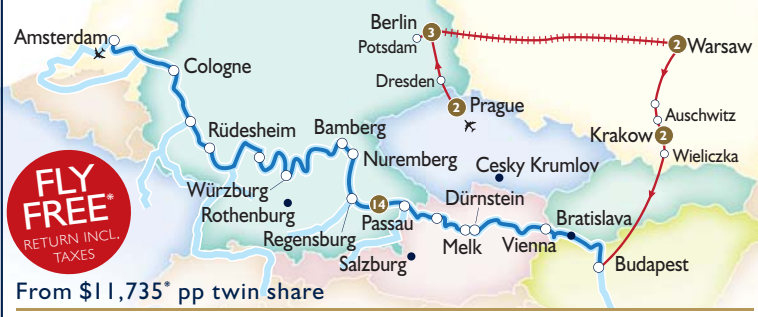 Amsterdam
Cologne
Rüdesheim
Würzburg
Rothenburg
Bamberg
Nuremberg
Regensburg
14
Passau
Salzburg
Melk
Dürnstein
Vienna
Bratislava
Budapest
Cesky Krumlov
Berlin
3
Potsdam
Dresden
2
Prague
2
Warsaw
Auschwitz
Krakow
2
Wieliczka
FLY
FREE*
RETURN INCL.
TAXES
From $11,735* pp twin share